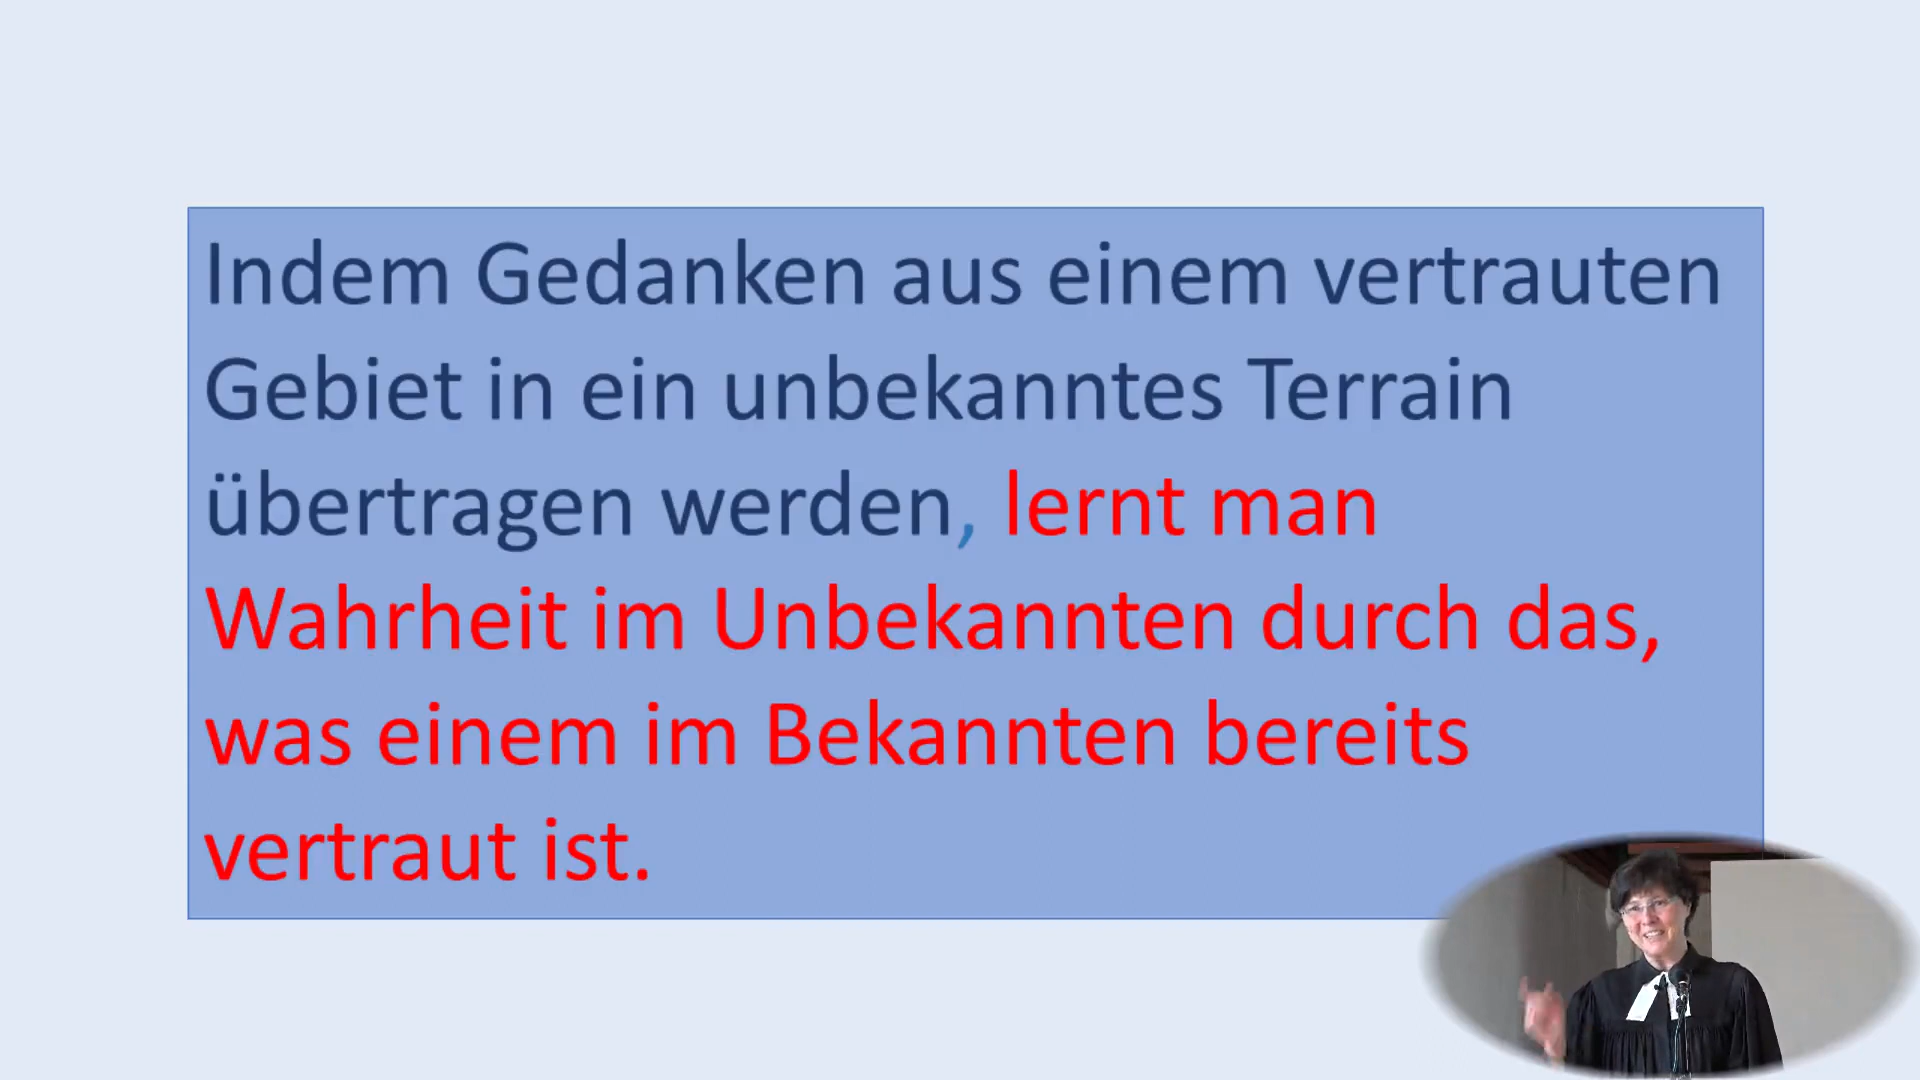 Indem Gedanken aus einem vertrauten
Gebiet in ein unbekanntes Terrain
übertragen werden, lernt man
Wahrheit im Unbekannten durch das,
was einem im Bekannten bereits
vertraut ist.